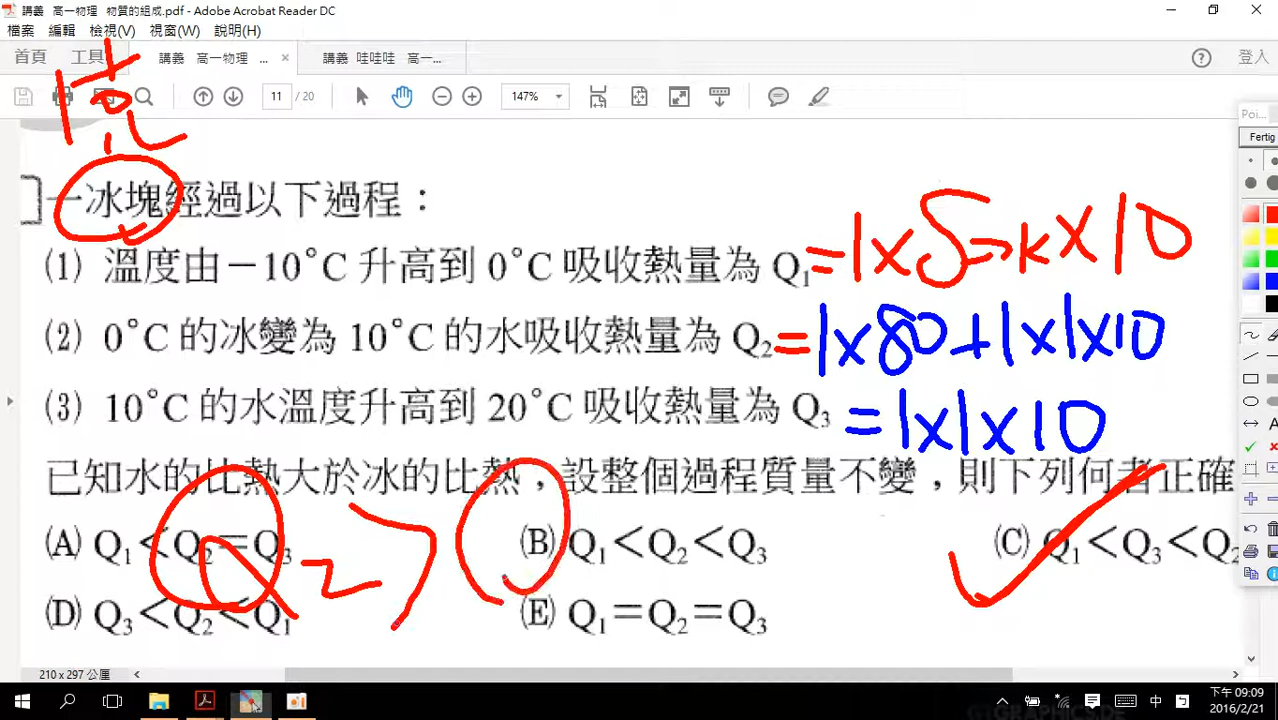 講義 高一物理 物質的組成.pdf - Adobe Acrobat Reader DC
檔案 編輯 檢視(V) 視窗(W) 說明(H)
首頁 工具 講義 高一物理 ... × 講義 哇哇哇 高一... 登入
11 / 20 147%
Poi...
Fertig
一冰塊經過以下過程：
(1) 溫度由－10°C 升高到 0°C 吸收熱量為 Q₁ = 1×S⇒k×10
(2) 0°C 的冰變為 10°C 的水吸收熱量為 Q₂ = 1×80+1×1×10
(3) 10°C 的水溫度升高到 20°C 吸收熱量為 Q₃ = 1×1×10
已知水的比熱大於冰的比熱，設整個過程質量不變，則下列何者正確
(A) Q₁＜Q₂＝Q₃ (B) Q₁＜Q₂＜Q₃ (C) Q₁＜Q₃＜Q₂
(D) Q₃＜Q₂＜Q₁ (E) Q₁＝Q₂＝Q₃
210 x 297 公厘
中 下午 09:09
2016/2/21